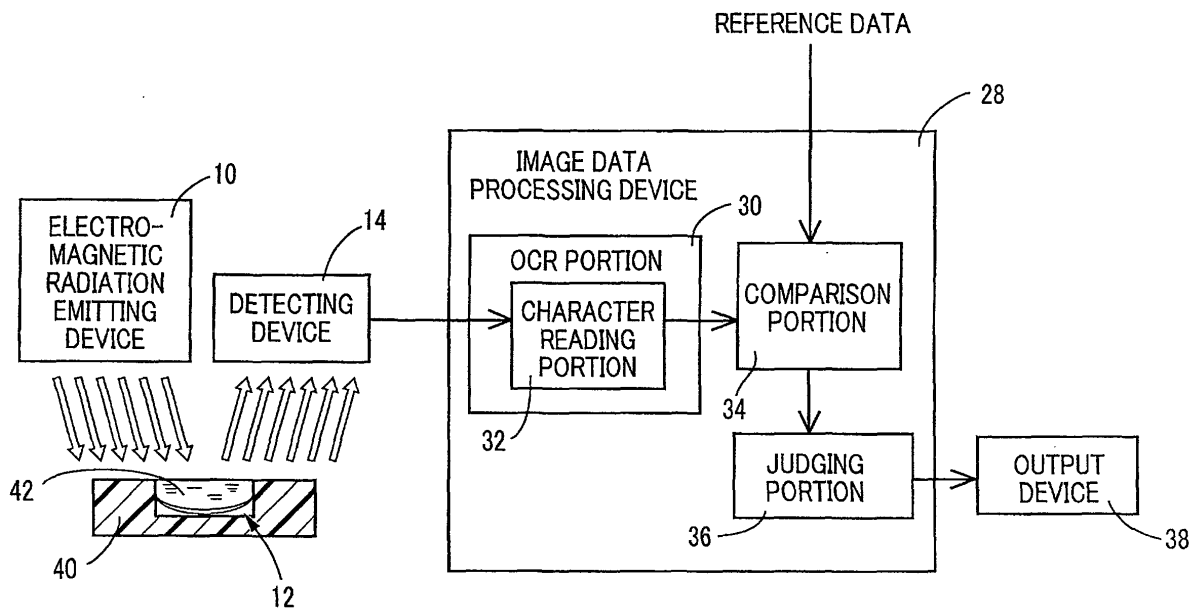 REFERENCE DATA
28
IMAGE DATA
PROCESSING DEVICE
10
ELECTRO-
MAGNETIC
RADIATION
EMITTING
DEVICE
14
DETECTING
DEVICE
30
OCR PORTION
CHARACTER
READING
PORTION
32
COMPARISON
PORTION
34
JUDGING
PORTION
36
OUTPUT
DEVICE
38
42
40
12